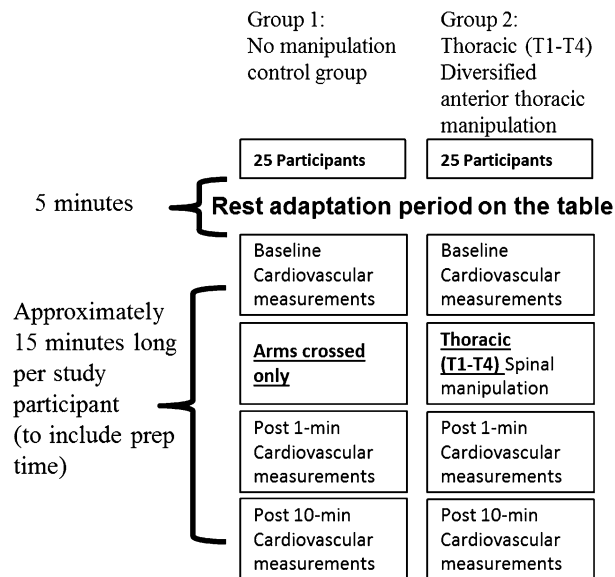 Group 1:
No manipulation
control group
Group 2:
Thoracic (T1-T4)
Diversified
anterior thoracic
manipulation
25 Participants
25 Participants
5 minutes
Rest adaptation period on the table
Baseline
Cardiovascular
measurements
Baseline
Cardiovascular
measurements
Approximately
15 minutes long
per study
participant
(to include prep
time)
Arms crossed
only
Thoracic
(T1-T4) Spinal
manipulation
Post 1-min
Cardiovascular
measurements
Post 1-min
Cardiovascular
measurements
Post 10-min
Cardiovascular
measurements
Post 10-min
Cardiovascular
measurements